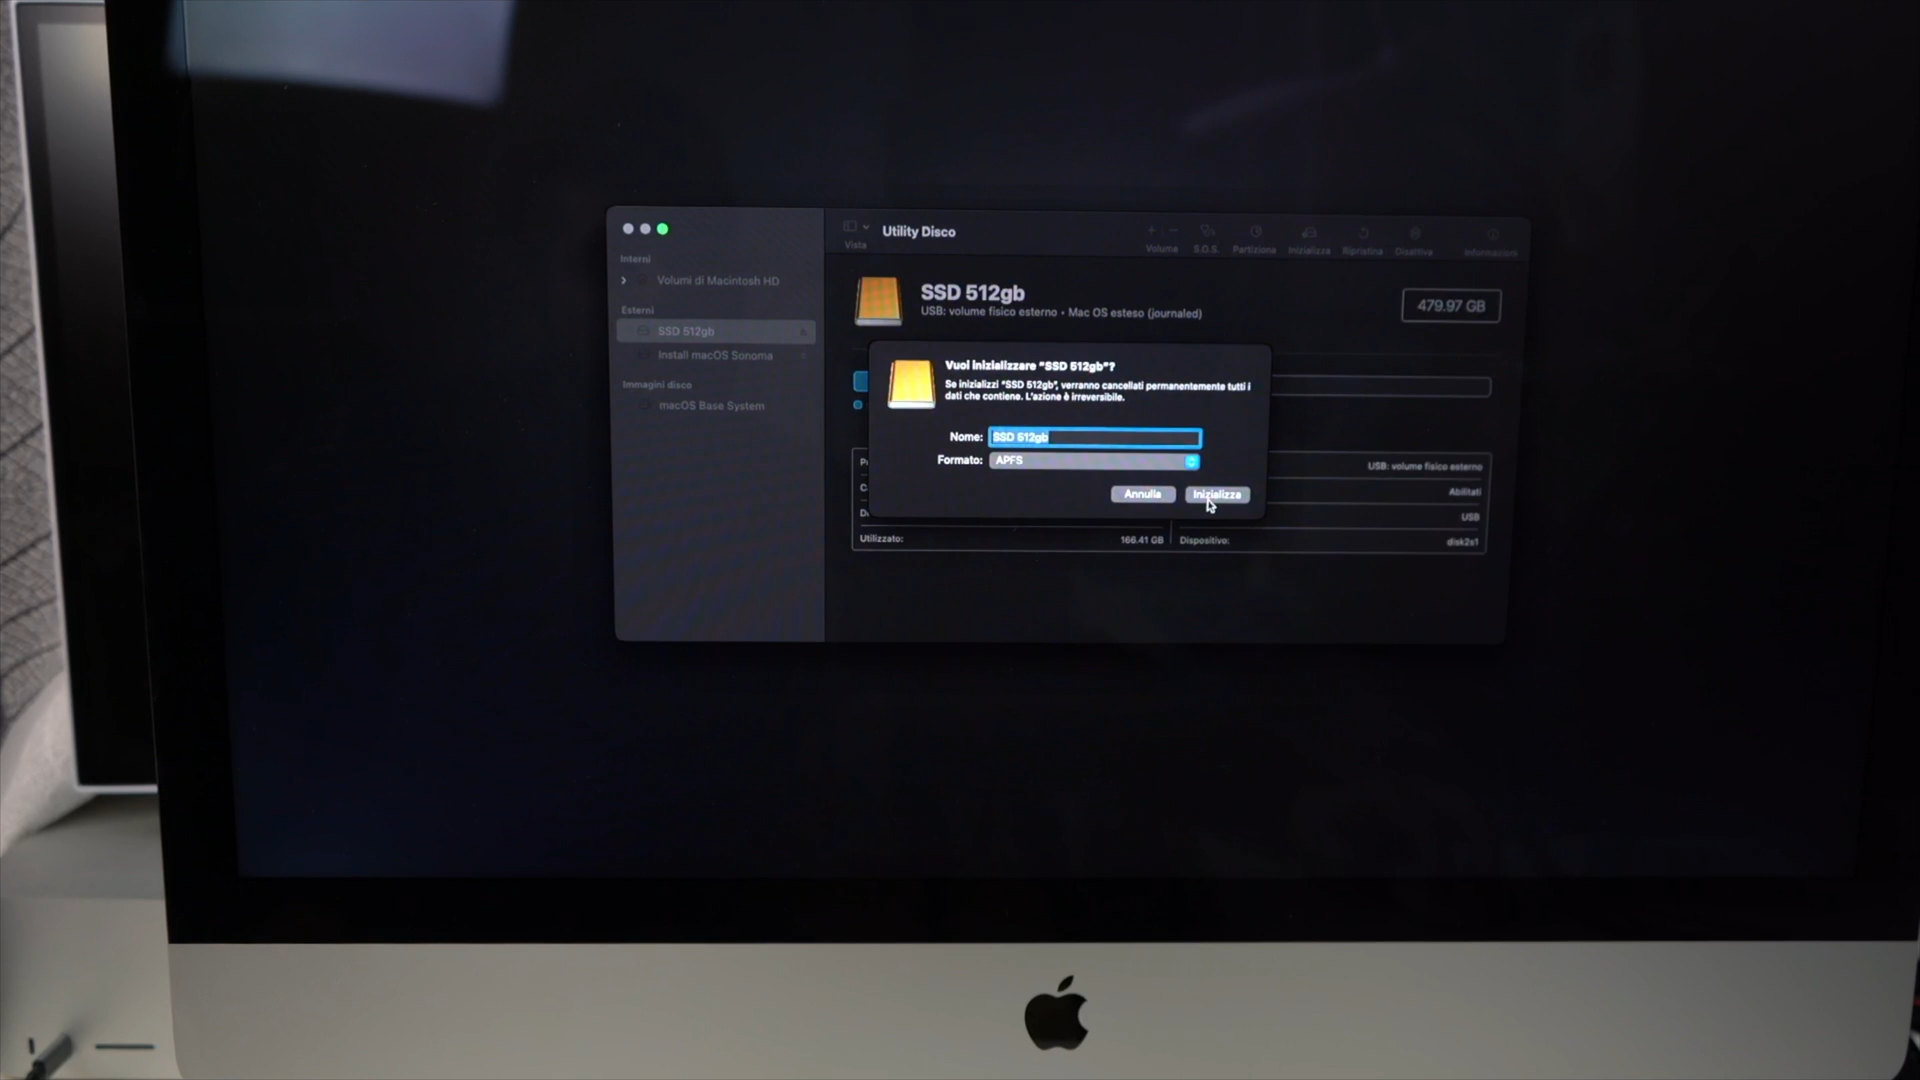 Utility Disco
Vista
Volume
S.O.S.
Partiziona
Inizializza
Ripristina
Disattiva
Informazioni
Interni
Volumi di Macintosh HD
Esterni
SSD 512gb
Install macOS Sonoma
Immagini disco
macOS Base System
SSD 512gb
USB: volume fisico esterno • Mac OS esteso (journaled)
479.97 GB
Vuoi inizializzare “SSD 512gb”?
Se inizializzi “SSD 512gb”, verranno cancellati permanentemente tutti i
dati che contiene. L’azione è irreversibile.
Nome: SSD 512gb
Formato: APFS
Annulla
Inizializza
USB: volume fisico esterno
Abilitati
USB
Utilizzato: 166.41 GB
Dispositivo: disk2s1